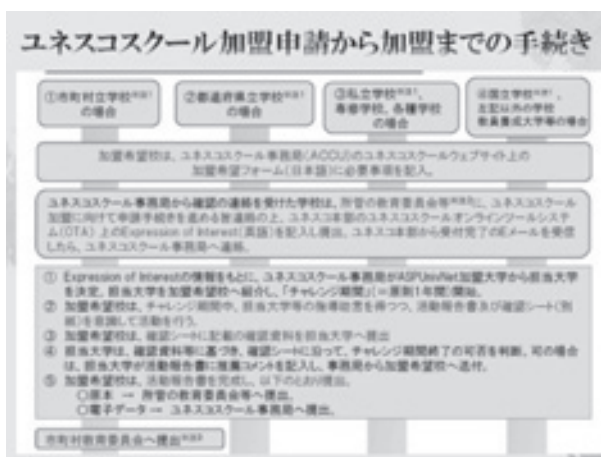 ユネスコスクール加盟申請から加盟までの手続き
①市町村立学校
の場合
②都道府県立学校
の場合
③私立学校、
専修学校、各種学校
の場合
④国立学校、
左記以外の学校
教員養成大学等の場合
加盟希望校は、ユネスコスクール事務局(ACCU)のユネスコスクールウェブサイト上の
加盟希望フォーム(日本語)に必要事項を記入。
ユネスコスクール事務局から確認の連絡を受けた学校は、所管の教育委員会等に、ユネスコスクール
加盟に向けて申請手続きを進める旨連絡の上、ユネスコ本部のユネスコスクールオンラインツールシステ
ム(OTA)上のExpression of Interest(英語)を記入し提出。ユネスコ本部から受付完了のEメールを受信
したら、ユネスコスクール事務局へ連絡。
① Expression of Interestの情報をもとに、ユネスコスクール事務局がASPUnivNet加盟大学から担当大学
を決定。担当大学を加盟希望校へ紹介し、「チャレンジ期間」(=原則1年間)開始。
② 加盟希望校は、チャレンジ期間中、担当大学等の指導助言を得つつ、活動報告書及び確認シート(別
紙)を意識して活動を行う。
③ 加盟希望校は、確認シートに記載の確認資料を担当大学へ提出
④ 担当大学は、確認資料等に基づき、確認シートに沿って、チャレンジ期間終了の可否を判断。可の場合
は、担当大学が活動報告書に推薦コメントを記入し、事務局から加盟希望校へ送付。
⑤ 加盟希望校は、活動報告書を完成し、以下のとおり提出。
○原本 → 所管の教育委員会等へ提出。
○電子データ→ ユネスコスクール事務局へ提出。
市町村教育委員会へ提出